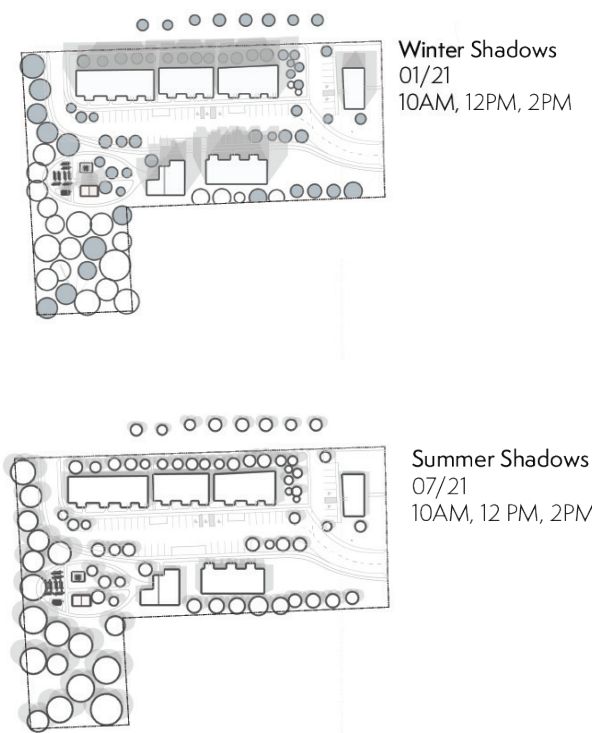 Winter Shadows
01/21
10AM, 12PM, 2PM
Summer Shadows
07/21
10AM, 12 PM, 2PM